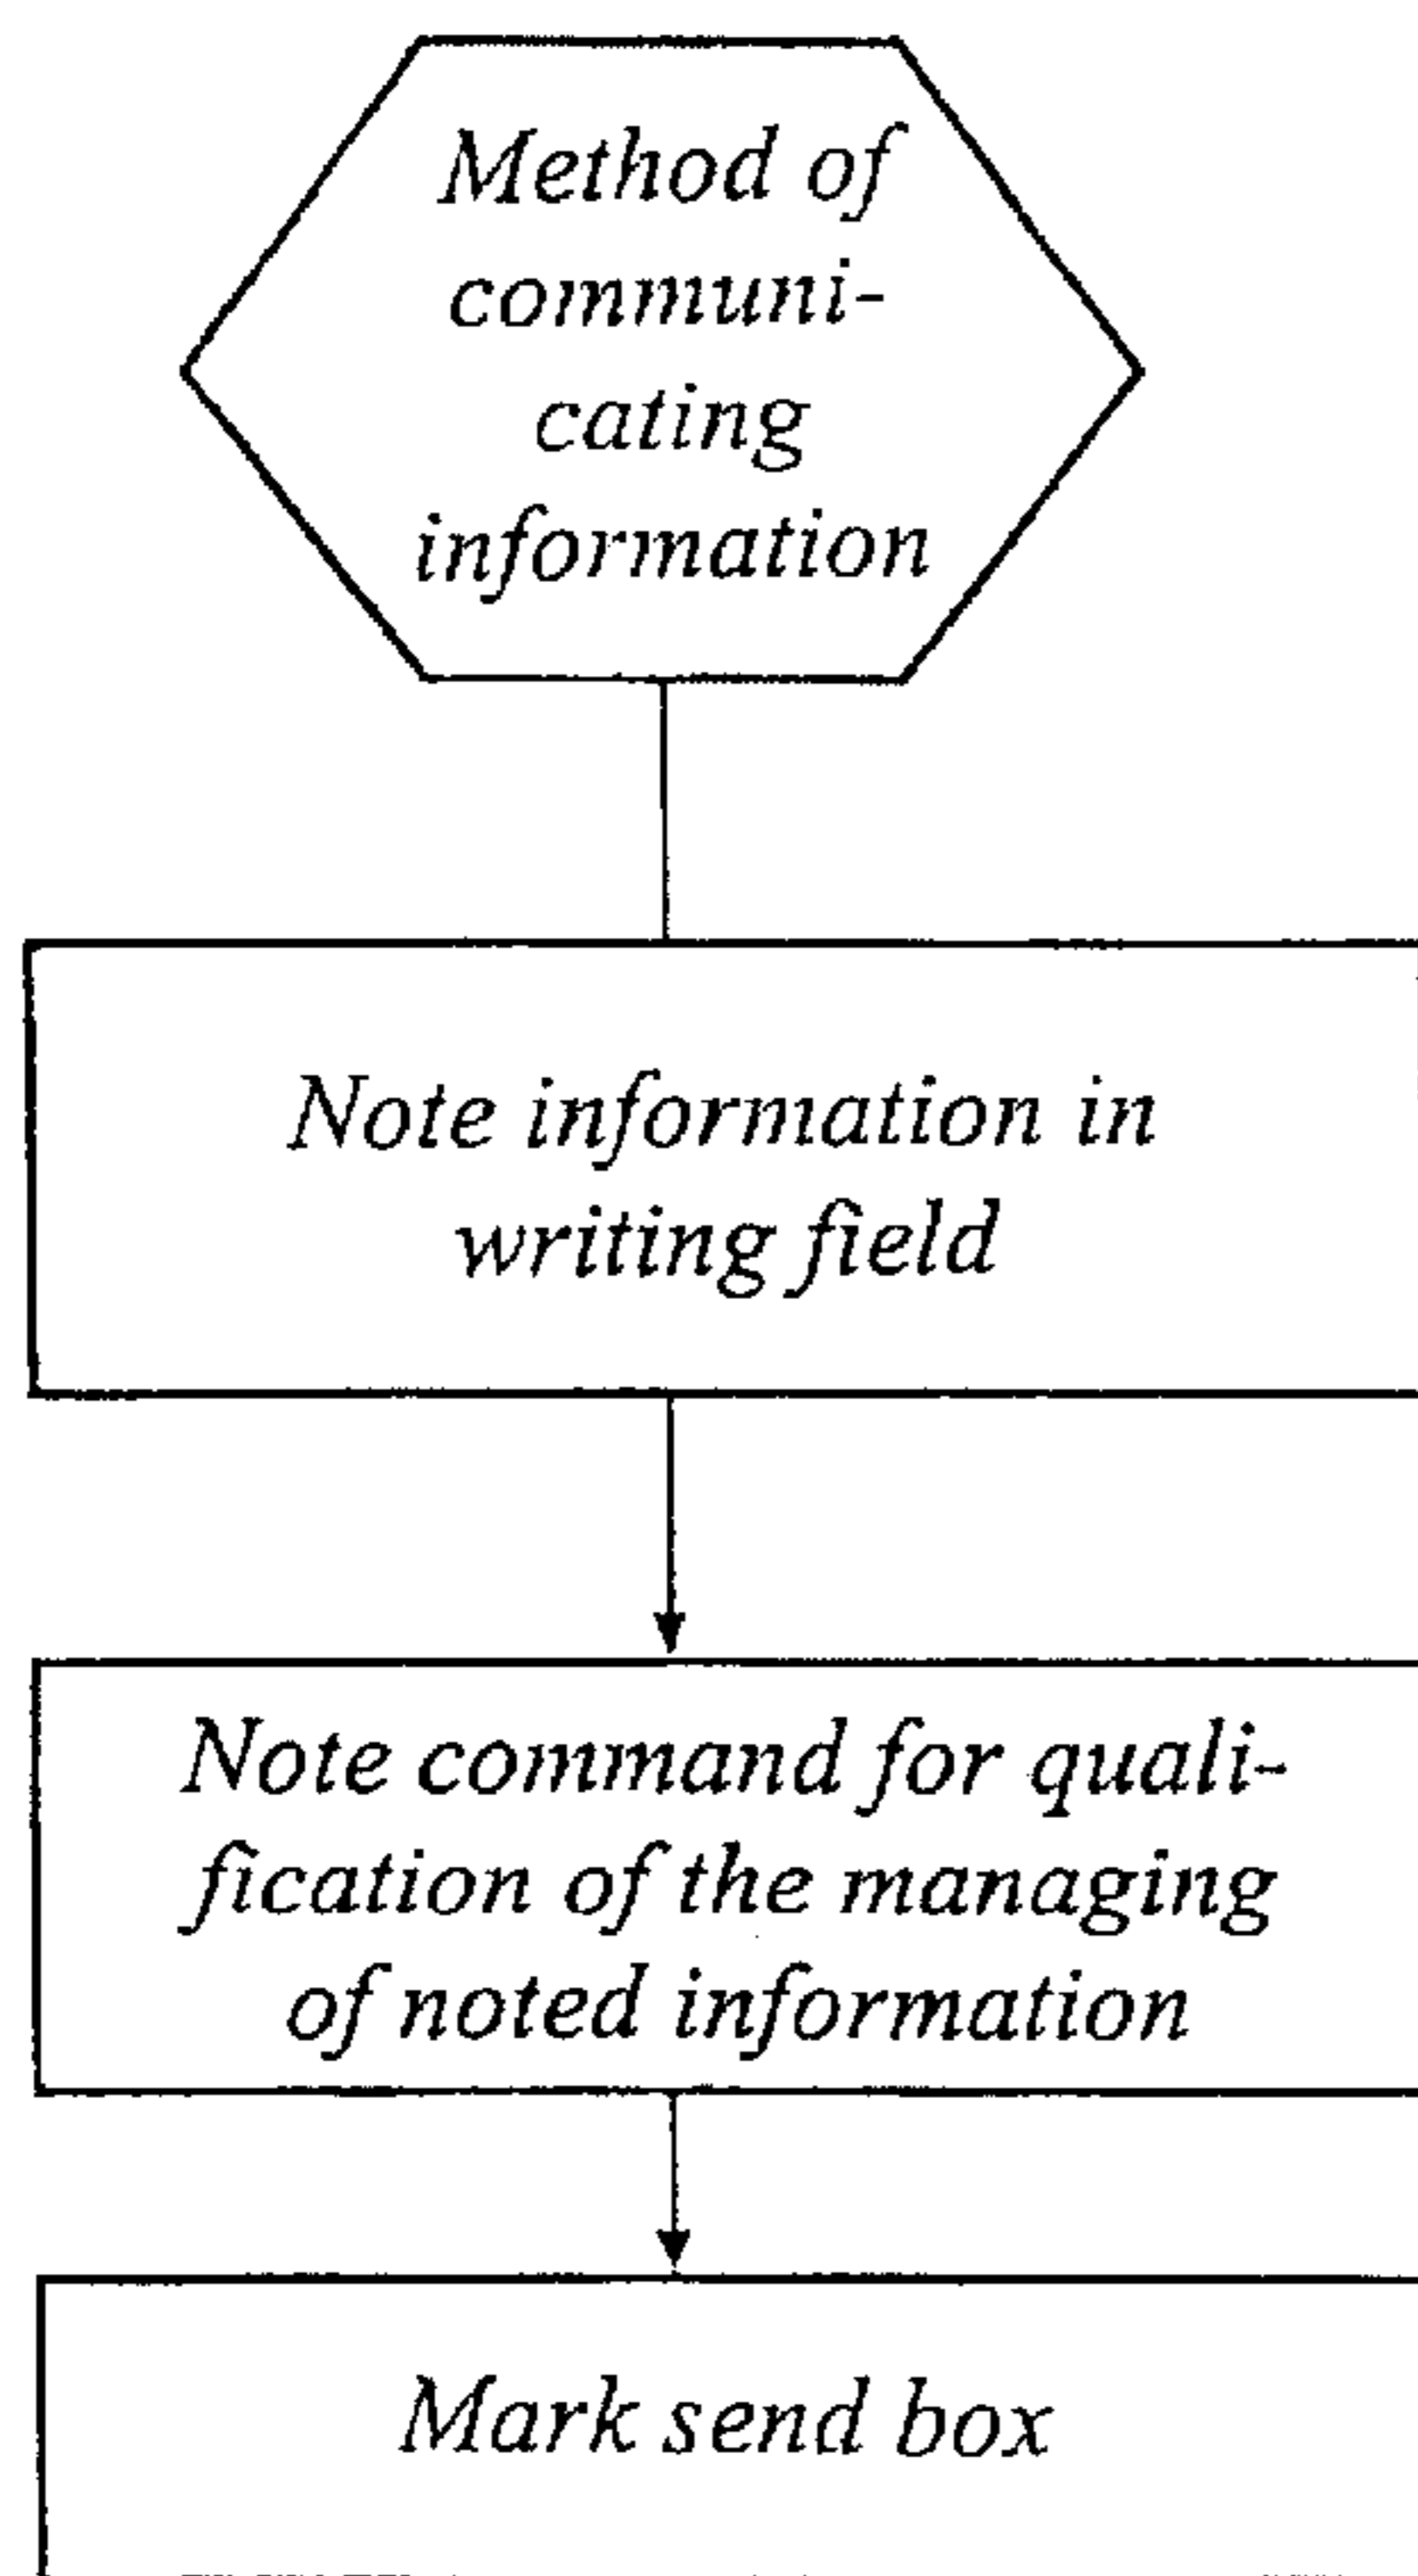 Method of
communi-
cating
information
Note information in
writing field
Note command for quali-
fication of the managing
of noted information
Mark send box